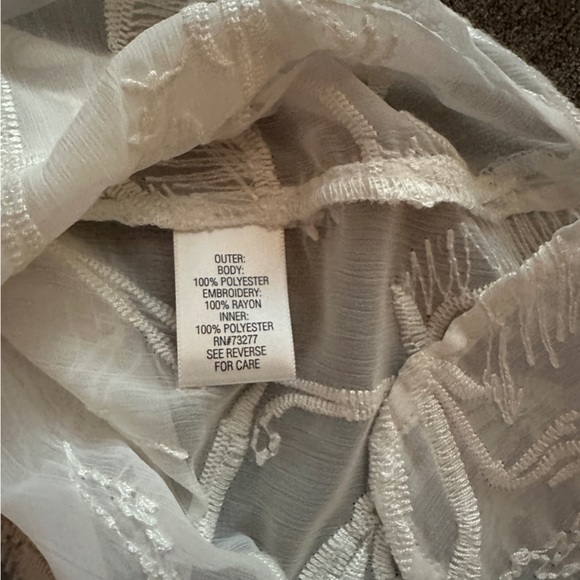 OUTER:
BODY:
100% POLYESTER
EMBROIDERY:
100% RAYON
INNER:
100% POLYESTER
RN#73277
SEE REVERSE
FOR CARE